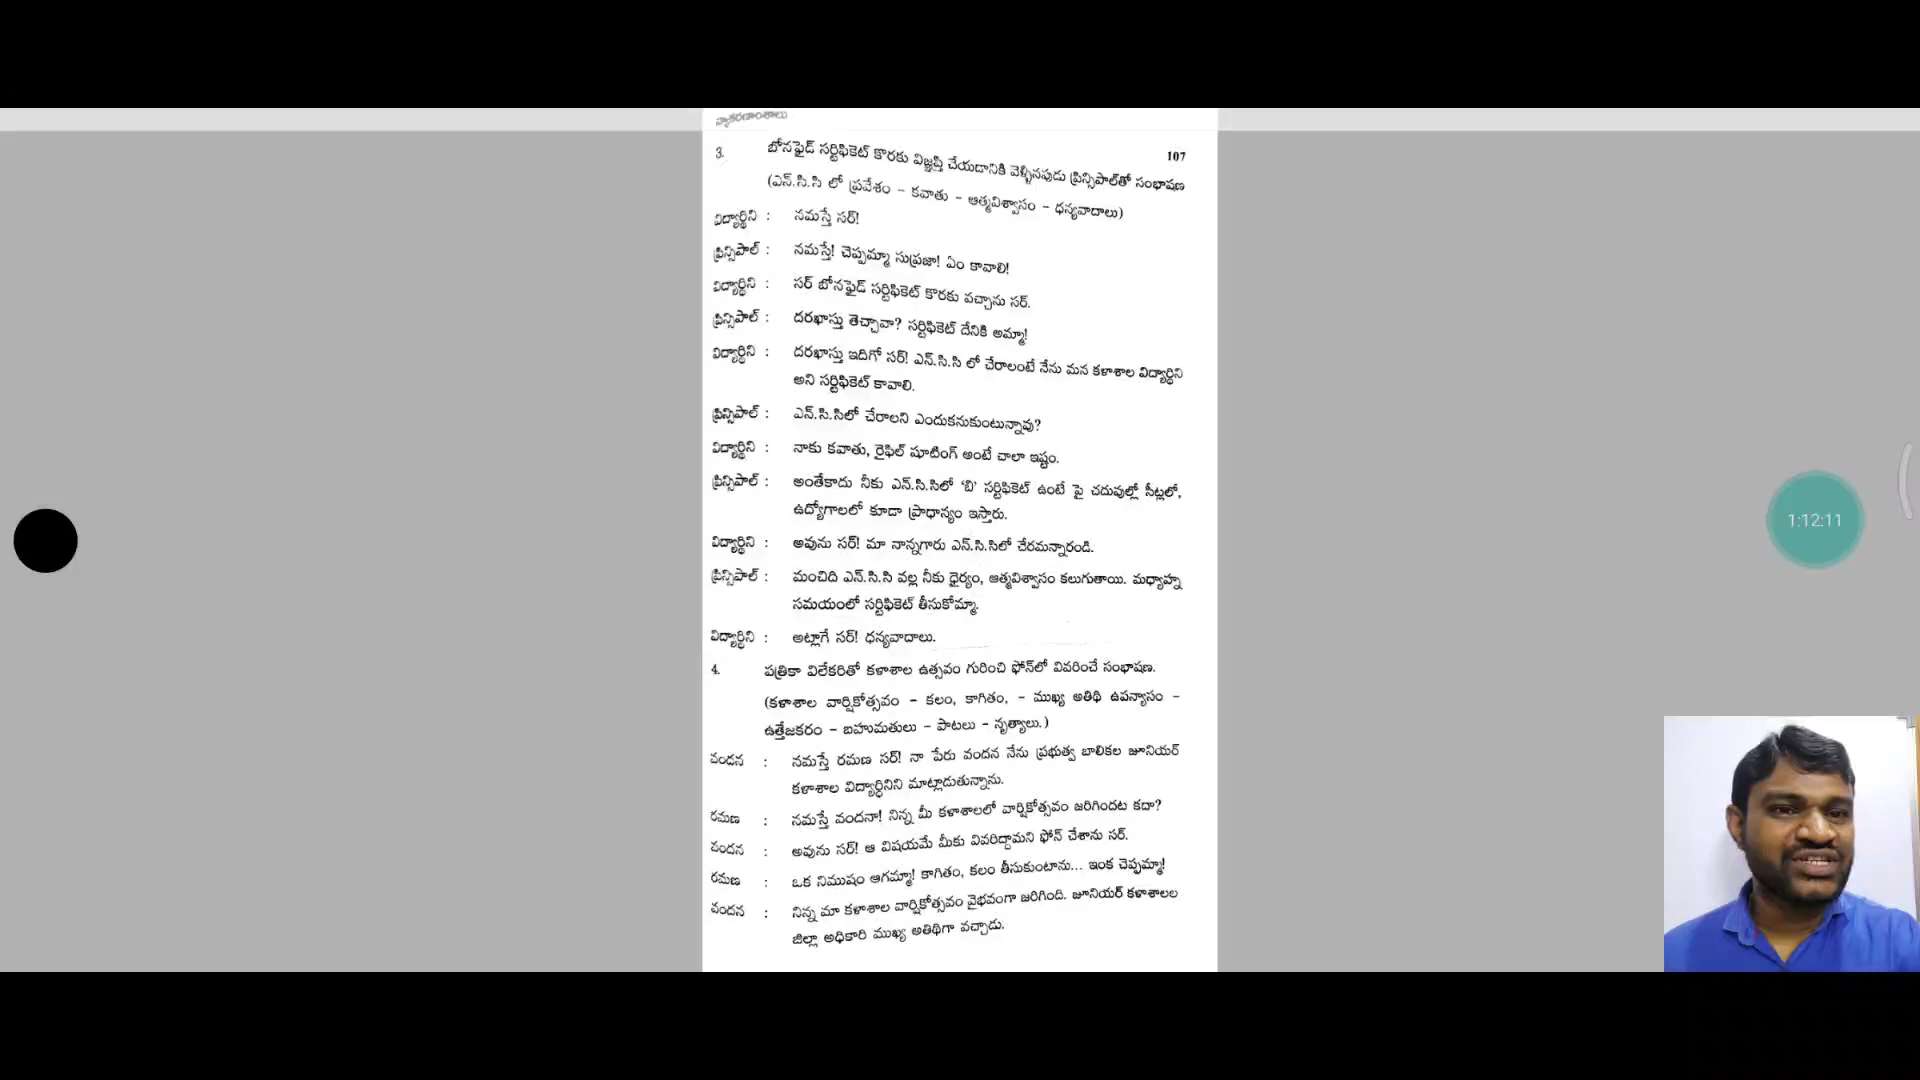 వ్యాకరణాంశాలు
107
3. బోనఫైడ్ సర్టిఫికెట్ కొరకు విజ్ఞప్తి చేయడానికి వెళ్ళినపుడు ప్రిన్సిపాల్‌తో సంభాషణ
(ఎన్.సి.సి లో ప్రవేశం - కవాతు - ఆత్మవిశ్వాసం - ధన్యవాదాలు)
విద్యార్థిని : నమస్తే సర్!
ప్రిన్సిపాల్ : నమస్తే! చెప్పమ్మా సుప్రజా! ఏం కావాలి!
విద్యార్థిని : సర్ బోనఫైడ్ సర్టిఫికెట్ కొరకు వచ్చాను సర్.
ప్రిన్సిపాల్ : దరఖాస్తు తెచ్చావా? సర్టిఫికెట్ దేనికి అమ్మా!
విద్యార్థిని : దరఖాస్తు ఇదిగో సర్! ఎన్.సి.సి లో చేరాలంటే నేను మన కళాశాల విద్యార్థిని
అని సర్టిఫికెట్ కావాలి.
ప్రిన్సిపాల్ : ఎన్.సి.సిలో చేరాలని ఎందుకనుకుంటున్నావు?
విద్యార్థిని : నాకు కవాతు, రైఫిల్ షూటింగ్ అంటే చాలా ఇష్టం.
ప్రిన్సిపాల్ : అంతేకాదు నీకు ఎన్.సి.సిలో ‘బి’ సర్టిఫికెట్ ఉంటే పై చదువుల్లో సీట్లలో,
ఉద్యోగాలలో కూడా ప్రాధాన్యం ఇస్తారు.
విద్యార్థిని : అవును సర్! మా నాన్నగారు ఎన్.సి.సిలో చేరమన్నారండి.
ప్రిన్సిపాల్ : మంచిది ఎన్.సి.సి వల్ల నీకు ధైర్యం, ఆత్మవిశ్వాసం కలుగుతాయి. మధ్యాహ్న
సమయంలో సర్టిఫికెట్ తీసుకోమ్మా.
విద్యార్థిని : అట్లాగే సర్! ధన్యవాదాలు.
4. పత్రికా విలేకరితో కళాశాల ఉత్సవం గురించి ఫోన్‌లో వివరించే సంభాషణ.
(కళాశాల వార్షికోత్సవం - కలం, కాగితం, - ముఖ్య అతిథి ఉపన్యాసం -
ఉత్తేజకరం - బహుమతులు - పాటలు - నృత్యాలు.)
వందన : నమస్తే రమణ సర్! నా పేరు వందన నేను ప్రభుత్వ బాలికల జూనియర్
కళాశాల విద్యార్థినిని మాట్లాడుతున్నాను.
రమణ : నమస్తే వందనా! నిన్న మీ కళాశాలలో వార్షికోత్సవం జరిగిందట కదా?
వందన : అవును సర్! ఆ విషయమే మీకు వివరిద్దామని ఫోన్ చేశాను సర్.
రమణ : ఒక నిముషం ఆగమ్మా! కాగితం, కలం తీసుకుంటాను... ఇంక చెప్పమ్మా!
వందన : నిన్న మా కళాశాల వార్షికోత్సవం వైభవంగా జరిగింది. జూనియర్ కళాశాలల
జిల్లా అధికారి ముఖ్య అతిథిగా వచ్చాడు.
1:12:11